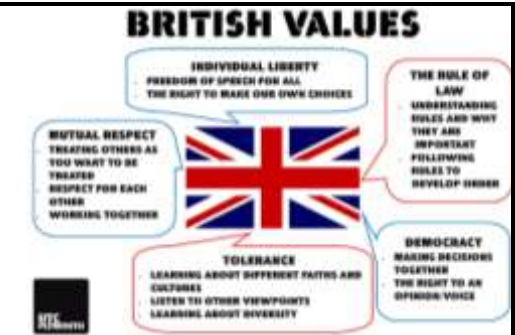 BRITISH VALUES
INDIVIDUAL LIBERTY
FREEDOM OF SPEECH FOR ALL
THE RIGHT TO MAKE OUR OWN CHOICES
THE RULE OF
LAW
UNDERSTANDING
RULES AND WHY
THEY ARE
IMPORTANT
FOLLOWING
RULES TO
DEVELOP ORDER
MUTUAL RESPECT
TREATING OTHERS AS
YOU WANT TO BE
TREATED
RESPECT FOR EACH
OTHER
WORKING TOGETHER
TOLERANCE
LEARNING ABOUT DIFFERENT FAITHS AND
CULTURES
LISTEN TO OTHER VIEWPOINTS
LEARNING ABOUT DIVERSITY
DEMOCRACY
MAKING DECISIONS
TOGETHER
THE RIGHT TO AN
OPINION/VOICE
UTC
PLYMOUTH